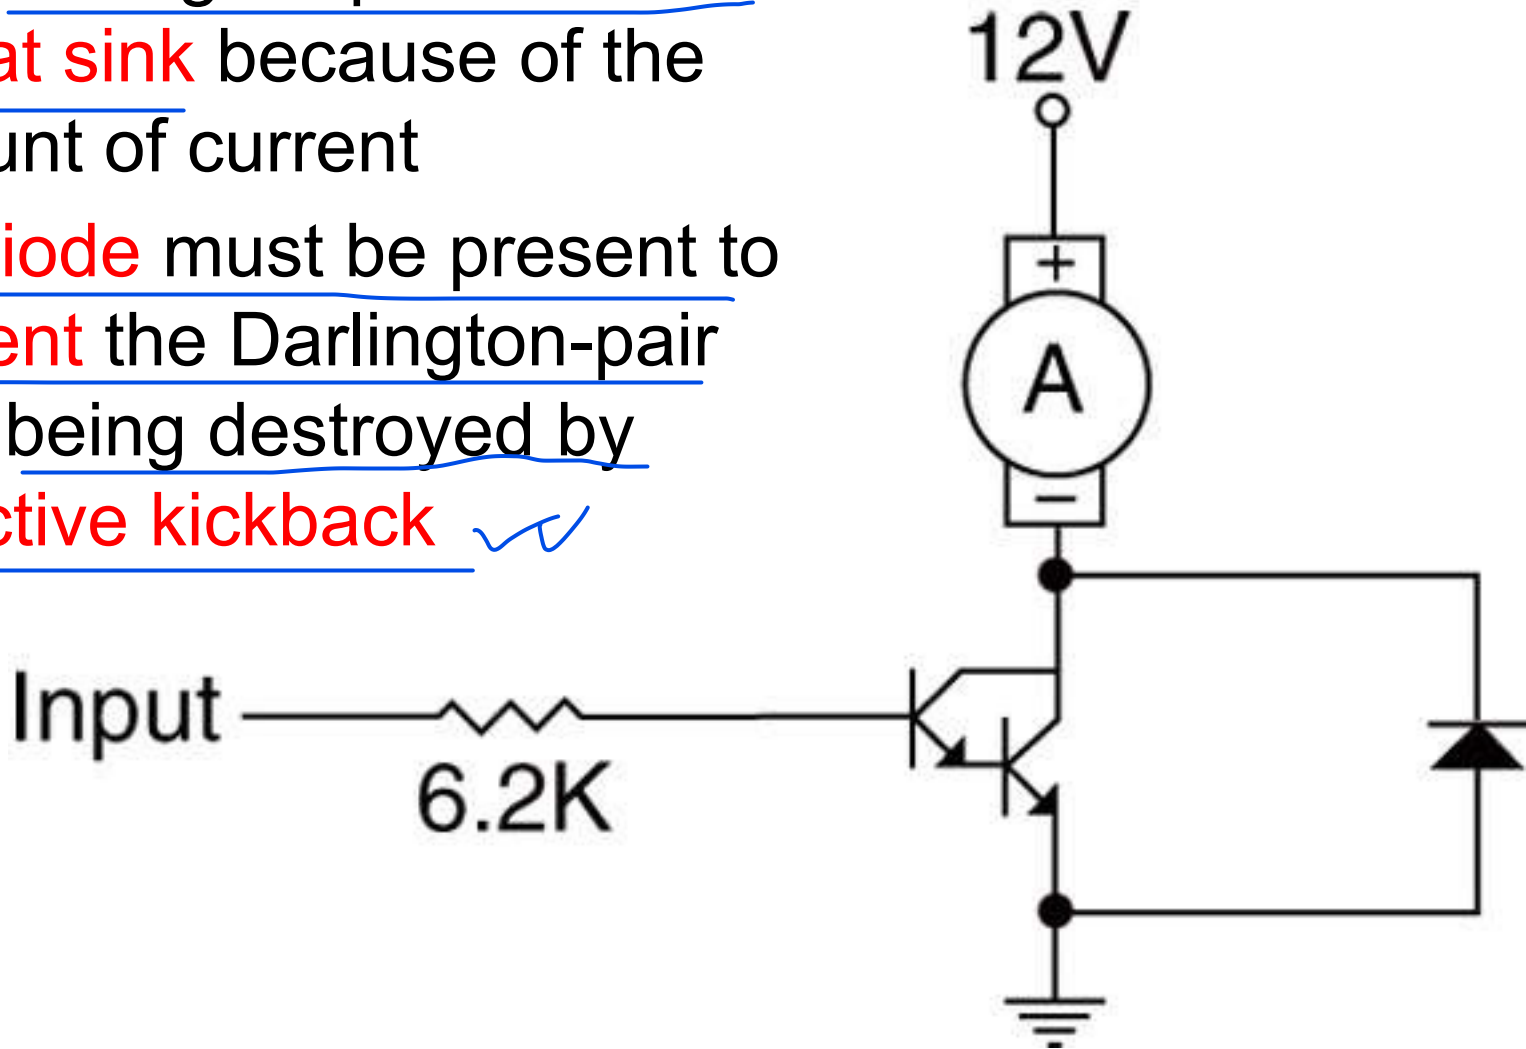 at sink because of the
unt of current
iode must be present to
ent the Darlington-pair
being destroyed by
ctive kickback
12V
+
A
−
Input
6.2K